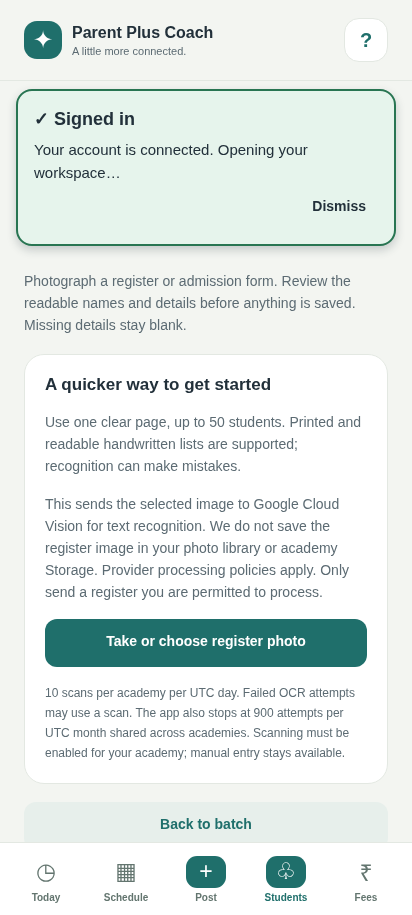 Parent Plus Coach
A little more connected.
?
✓ Signed in
Your account is connected. Opening your
workspace…
Dismiss
Photograph a register or admission form. Review the
readable names and details before anything is saved.
Missing details stay blank.
A quicker way to get started
Use one clear page, up to 50 students. Printed and
readable handwritten lists are supported;
recognition can make mistakes.
This sends the selected image to Google Cloud
Vision for text recognition. We do not save the
register image in your photo library or academy
Storage. Provider processing policies apply. Only
send a register you are permitted to process.
Take or choose register photo
10 scans per academy per UTC day. Failed OCR attempts
may use a scan. The app also stops at 900 attempts per
UTC month shared across academies. Scanning must be
enabled for your academy; manual entry stays available.
Back to batch
Today
Schedule
Post
Students
₹
Fees